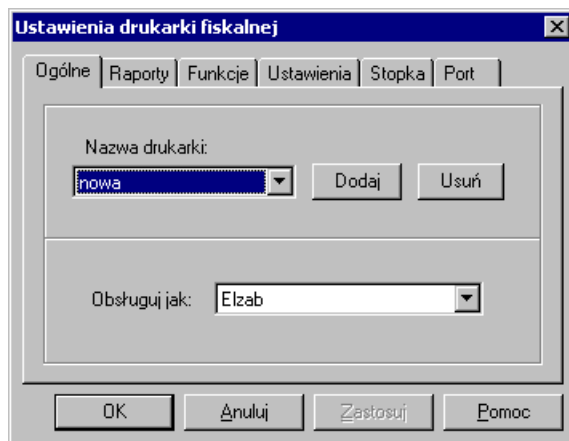 Ustawienia drukarki fiskalnej
Ogólne Raporty Funkcje Ustawienia Stopka Port
Nazwa drukarki:
nowa Dodaj Usuń
Obsługuj jak: Elzab
OK Anuluj Zastosuj Pomoc